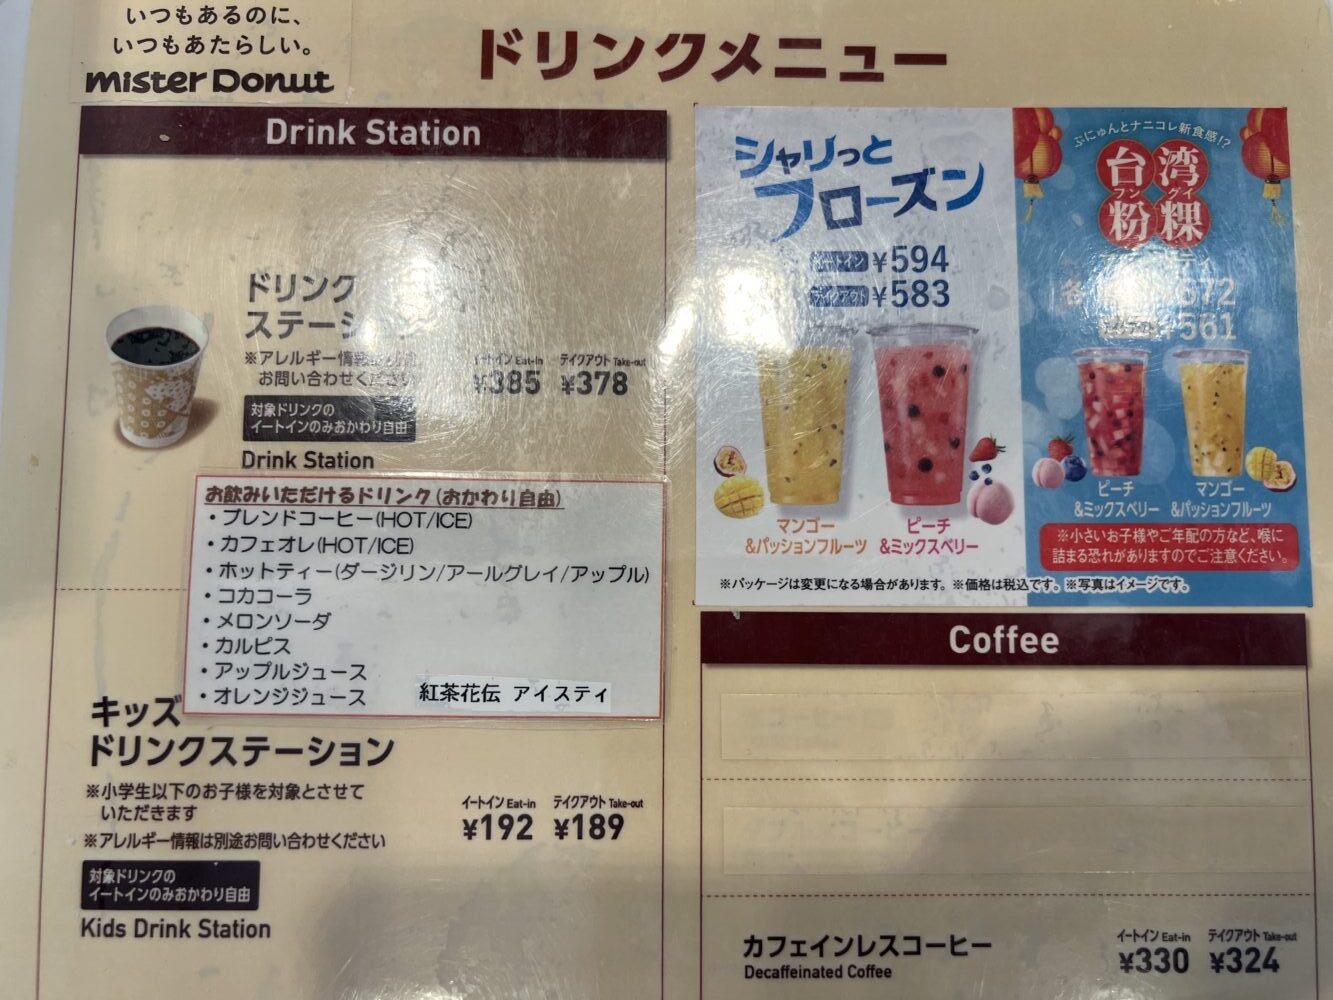 いつもあるのに、
いつもあたらしい。
mister Donut
ドリンクメニュー
Drink Station
ドリンク
ステーシ
※アレルギー情報
お問い合わせください
対象ドリンクの
イートインのみおかわり自由
Drink Station
イートイン Eat-in テイクアウト Take-out
¥385 ¥378
お飲みいただけるドリンク(おかわり自由)
・ブレンドコーヒー(HOT/ICE)
・カフェオレ(HOT/ICE)
・ホットティー(ダージリン/アールグレイ/アップル)
・コカコーラ
・メロンソーダ
・カルピス
・アップルジュース
・オレンジジュース
紅茶花伝 アイスティ
キッズ
ドリンクステーション
※小学生以下のお子様を対象とさせて
いただきます
※アレルギー情報は別途お問い合わせください
対象ドリンクの
イートインのみおかわり自由
Kids Drink Station
イートイン Eat-in テイクアウト Take-out
¥192 ¥189
シャリっと
フローズン
イートイン ¥594
テイクアウト ¥583
マンゴー
&パッションフルーツ
ピーチ
&ミックスベリー
ぷにゅんとナニコレ新食感!?
台湾
フン グイ
粉粿
各
572
¥561
ピーチ
&ミックスベリー
マンゴー
&パッションフルーツ
※小さいお子様やご年配の方など、喉に
詰まる恐れがありますのでご注意ください。
※パッケージは変更になる場合があります。※価格は税込です。※写真はイメージです。
Coffee
カフェインレスコーヒー
Decaffeinated Coffee
イートイン Eat-in テイクアウト Take-out
¥330 ¥324